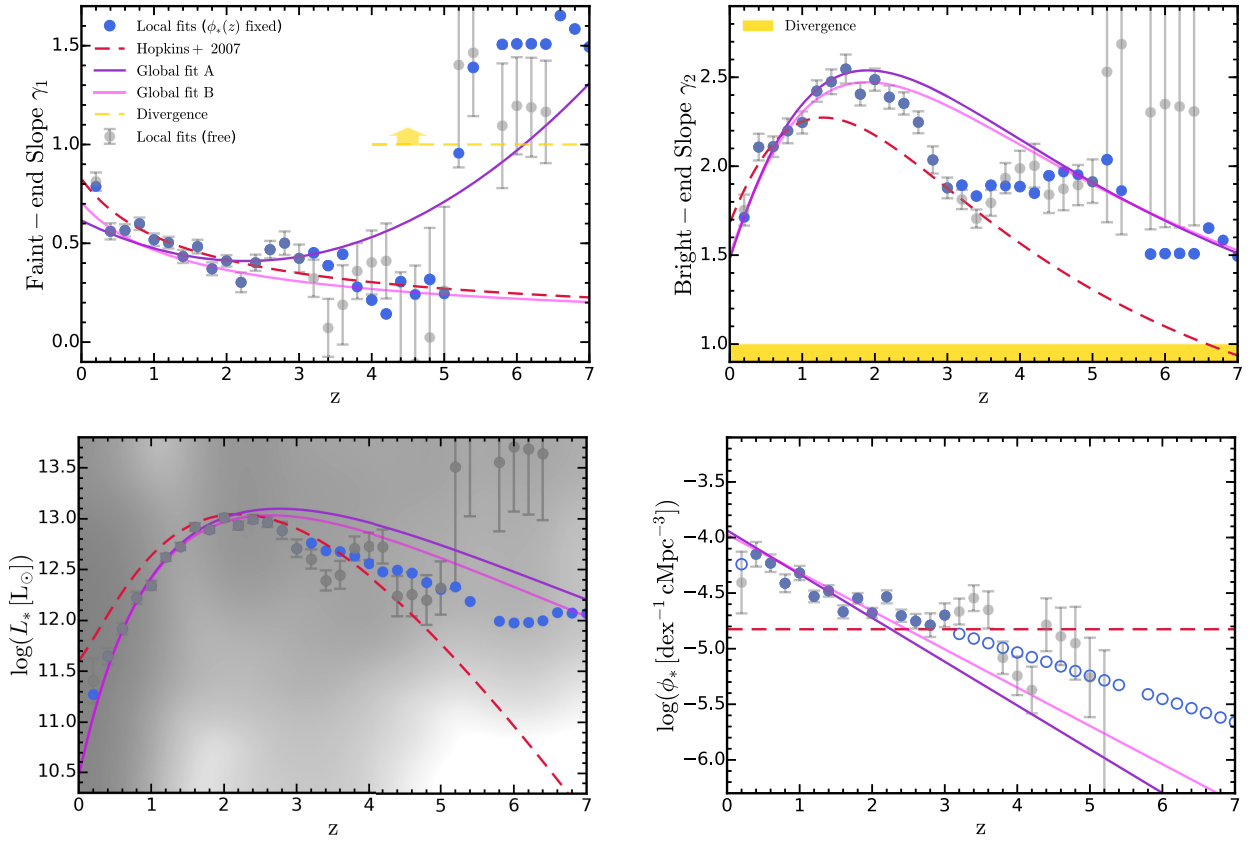 1.5
1.0
0.5
0.0
Faint − end Slope γ₁
Local fits (ϕ∗(z) fixed)
Hopkins+ 2007
Global fit A
Global fit B
Divergence
Local fits (free)
0 1 2 3 4 5 6 7
z
2.5
2.0
1.5
1.0
Bright − end Slope γ₂
Divergence
0 1 2 3 4 5 6 7
z
13.5
13.0
12.5
12.0
11.5
11.0
10.5
log(L∗ [L⊙])
0 1 2 3 4 5 6 7
z
−3.5
−4.0
−4.5
−5.0
−5.5
−6.0
log(ϕ∗ [dex⁻¹ cMpc⁻³])
0 1 2 3 4 5 6 7
z